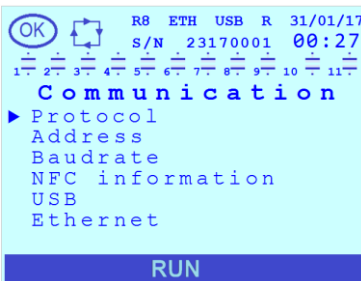 OK R8 ETH USB R 31/01/17
S/N 23170001 00:27
1 2 3 4 5 6 7 8 9 10 11
Communication
Protocol
Address
Baudrate
NFC information
USB
Ethernet
RUN